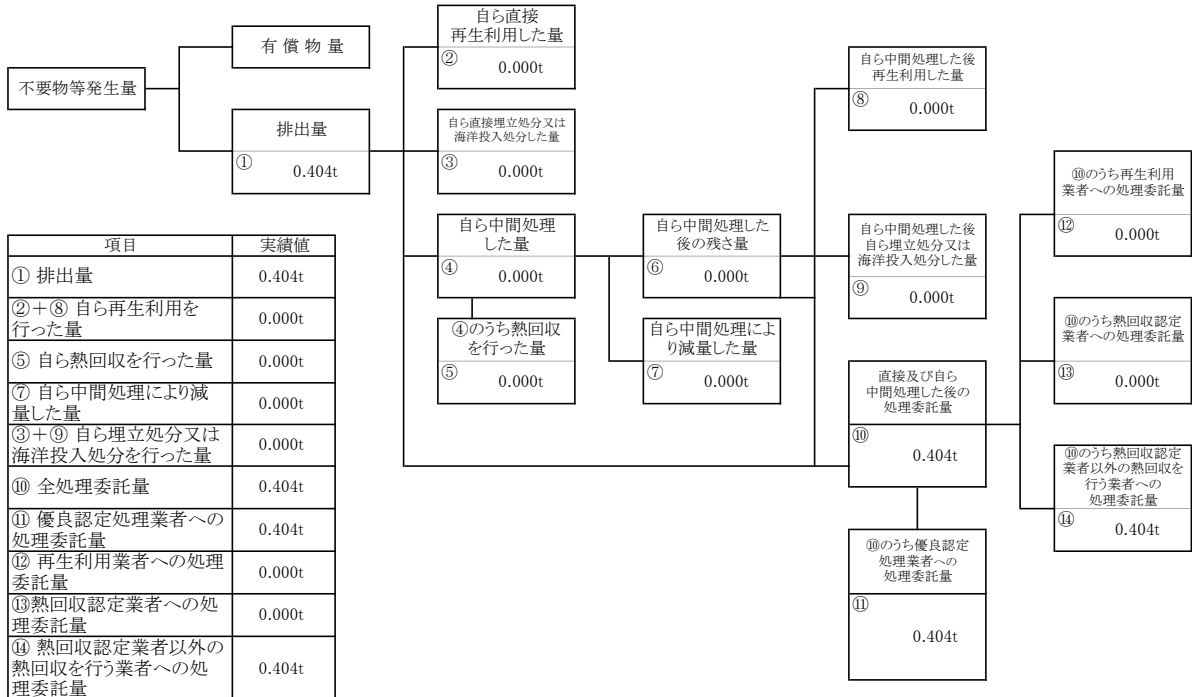 不要物等発生量
有償物量
排出量
① 0.404t
自ら直接
再生利用した量
② 0.000t
自ら直接埋立処分又は
海洋投入処分した量
③ 0.000t
自ら中間処理
した量
④ 0.000t
④のうち熱回収
を行った量
⑤ 0.000t
自ら中間処理した
後の残さ量
⑥ 0.000t
自ら中間処理によ
り減量した量
⑦ 0.000t
自ら中間処理した後
再生利用した量
⑧ 0.000t
自ら中間処理した後
自ら埋立処分又は
海洋投入処分した量
⑨ 0.000t
直接及び自ら
中間処理した後の
処理委託量
⑩ 0.404t
⑩のうち優良認定
処理業者への
処理委託量
⑪ 0.404t
⑩のうち再生利用
業者への処理委託量
⑫ 0.000t
⑩のうち熱回収認定
業者への処理委託量
⑬ 0.000t
⑩のうち熱回収認定
業者以外の熱回収を
行う業者への
処理委託量
⑭ 0.404t
項目 実績値
① 排出量 0.404t
②+⑧ 自ら再生利用を
行った量 0.000t
⑤ 自ら熱回収を行った量 0.000t
⑦ 自ら中間処理により減
量した量 0.000t
③+⑨ 自ら埋立処分又は
海洋投入処分を行った量 0.000t
⑩ 全処理委託量 0.404t
⑪ 優良認定処理業者への
処理委託量 0.404t
⑫ 再生利用業者への処理
委託量 0.000t
⑬熱回収認定業者への処
理委託量 0.000t
⑭ 熱回収認定業者以外の
熱回収を行う業者への処
理委託量 0.404t